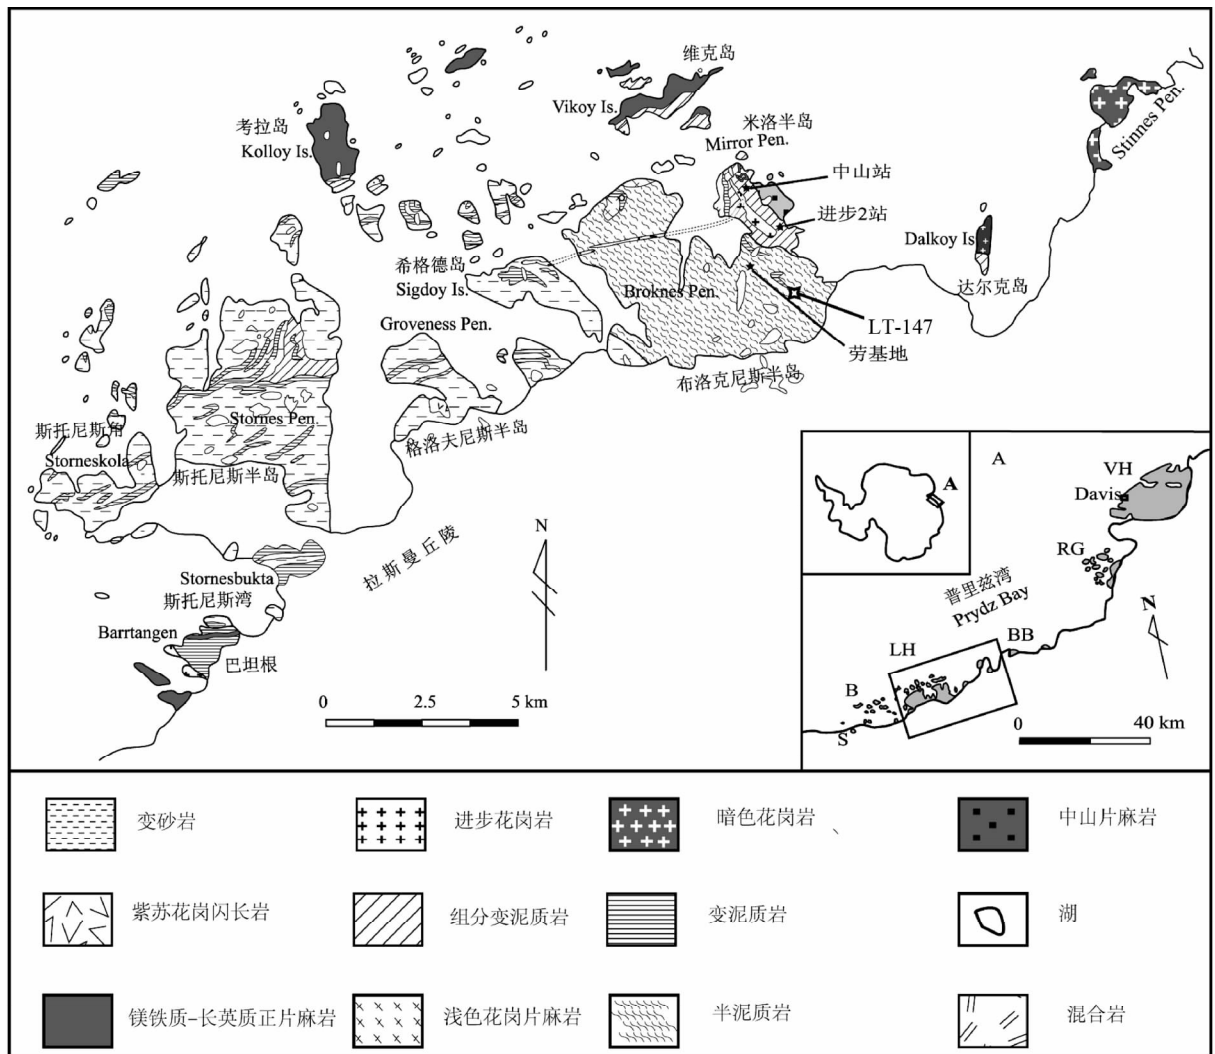 维克岛
Vikoy Is.
考拉岛
Kolloy Is.
米洛半岛
Mirror Pen.
Stinnes Pen.
中山站
进步2站
Dalkoy Is
达尔克岛
希格德岛
Sigdoy Is.
Broknes Pen.
LT-147
劳基地
Groveness Pen.
布洛克尼斯半岛
Stornes Pen.
斯托尼斯角
Storneskola
格洛夫尼斯半岛
斯托尼斯半岛
拉斯曼丘陵
N
Stornesbukta
斯托尼斯湾
Barrtangen
巴坦根
0 2.5 5 km
A
A
VH
Davis
RG
普里兹湾
Prydz Bay
N
BB
LH
B
S
0 40 km
变砂岩
进步花岗岩
暗色花岗岩
中山片麻岩
紫苏花岗闪长岩
组分变泥质岩
变泥质岩
湖
镁铁质-长英质正片麻岩
浅色花岗片麻岩
半泥质岩
混合岩